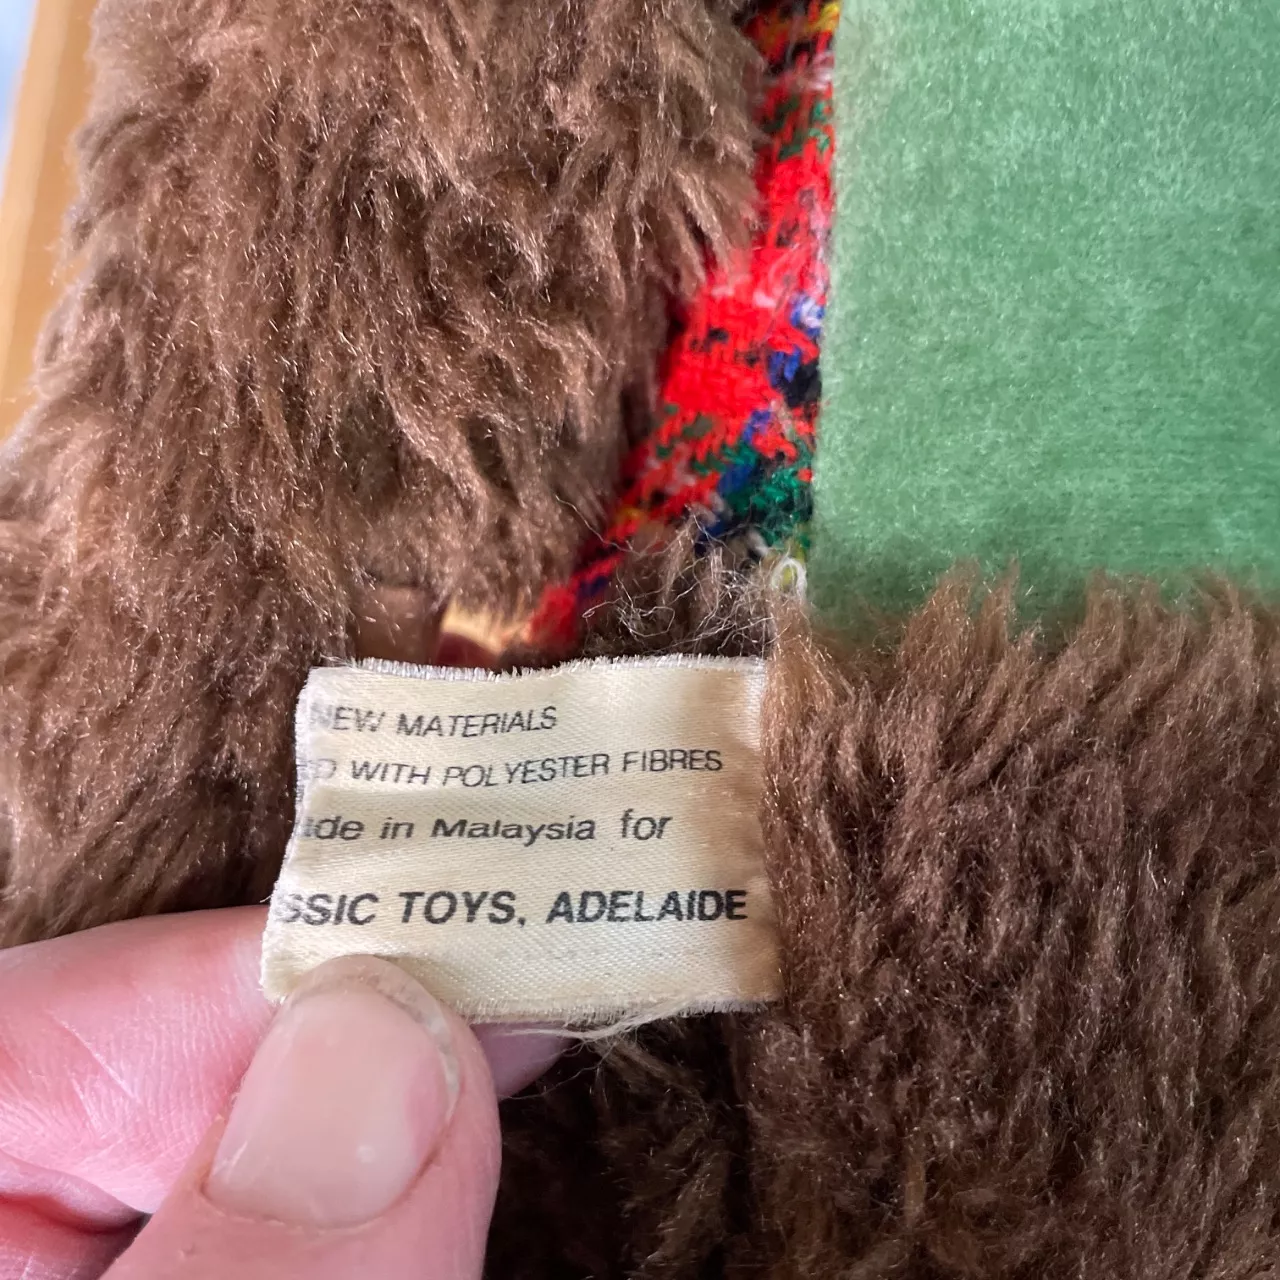 NEW MATERIALS
D WITH POLYESTER FIBRES
de in Malaysia for
SSIC TOYS, ADELAIDE